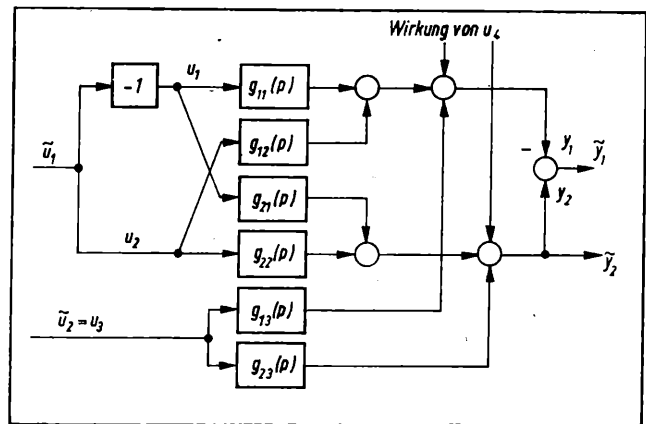 Wirkung von u₄
-1
u₁
g₁₁(p)
g₁₂(p)
ũ₁
g₂₁(p)
-
y₁
ỹ₁
y₂
u₂
g₂₂(p)
ỹ₂
ũ₂ = u₃
g₁₃(p)
g₂₃(p)